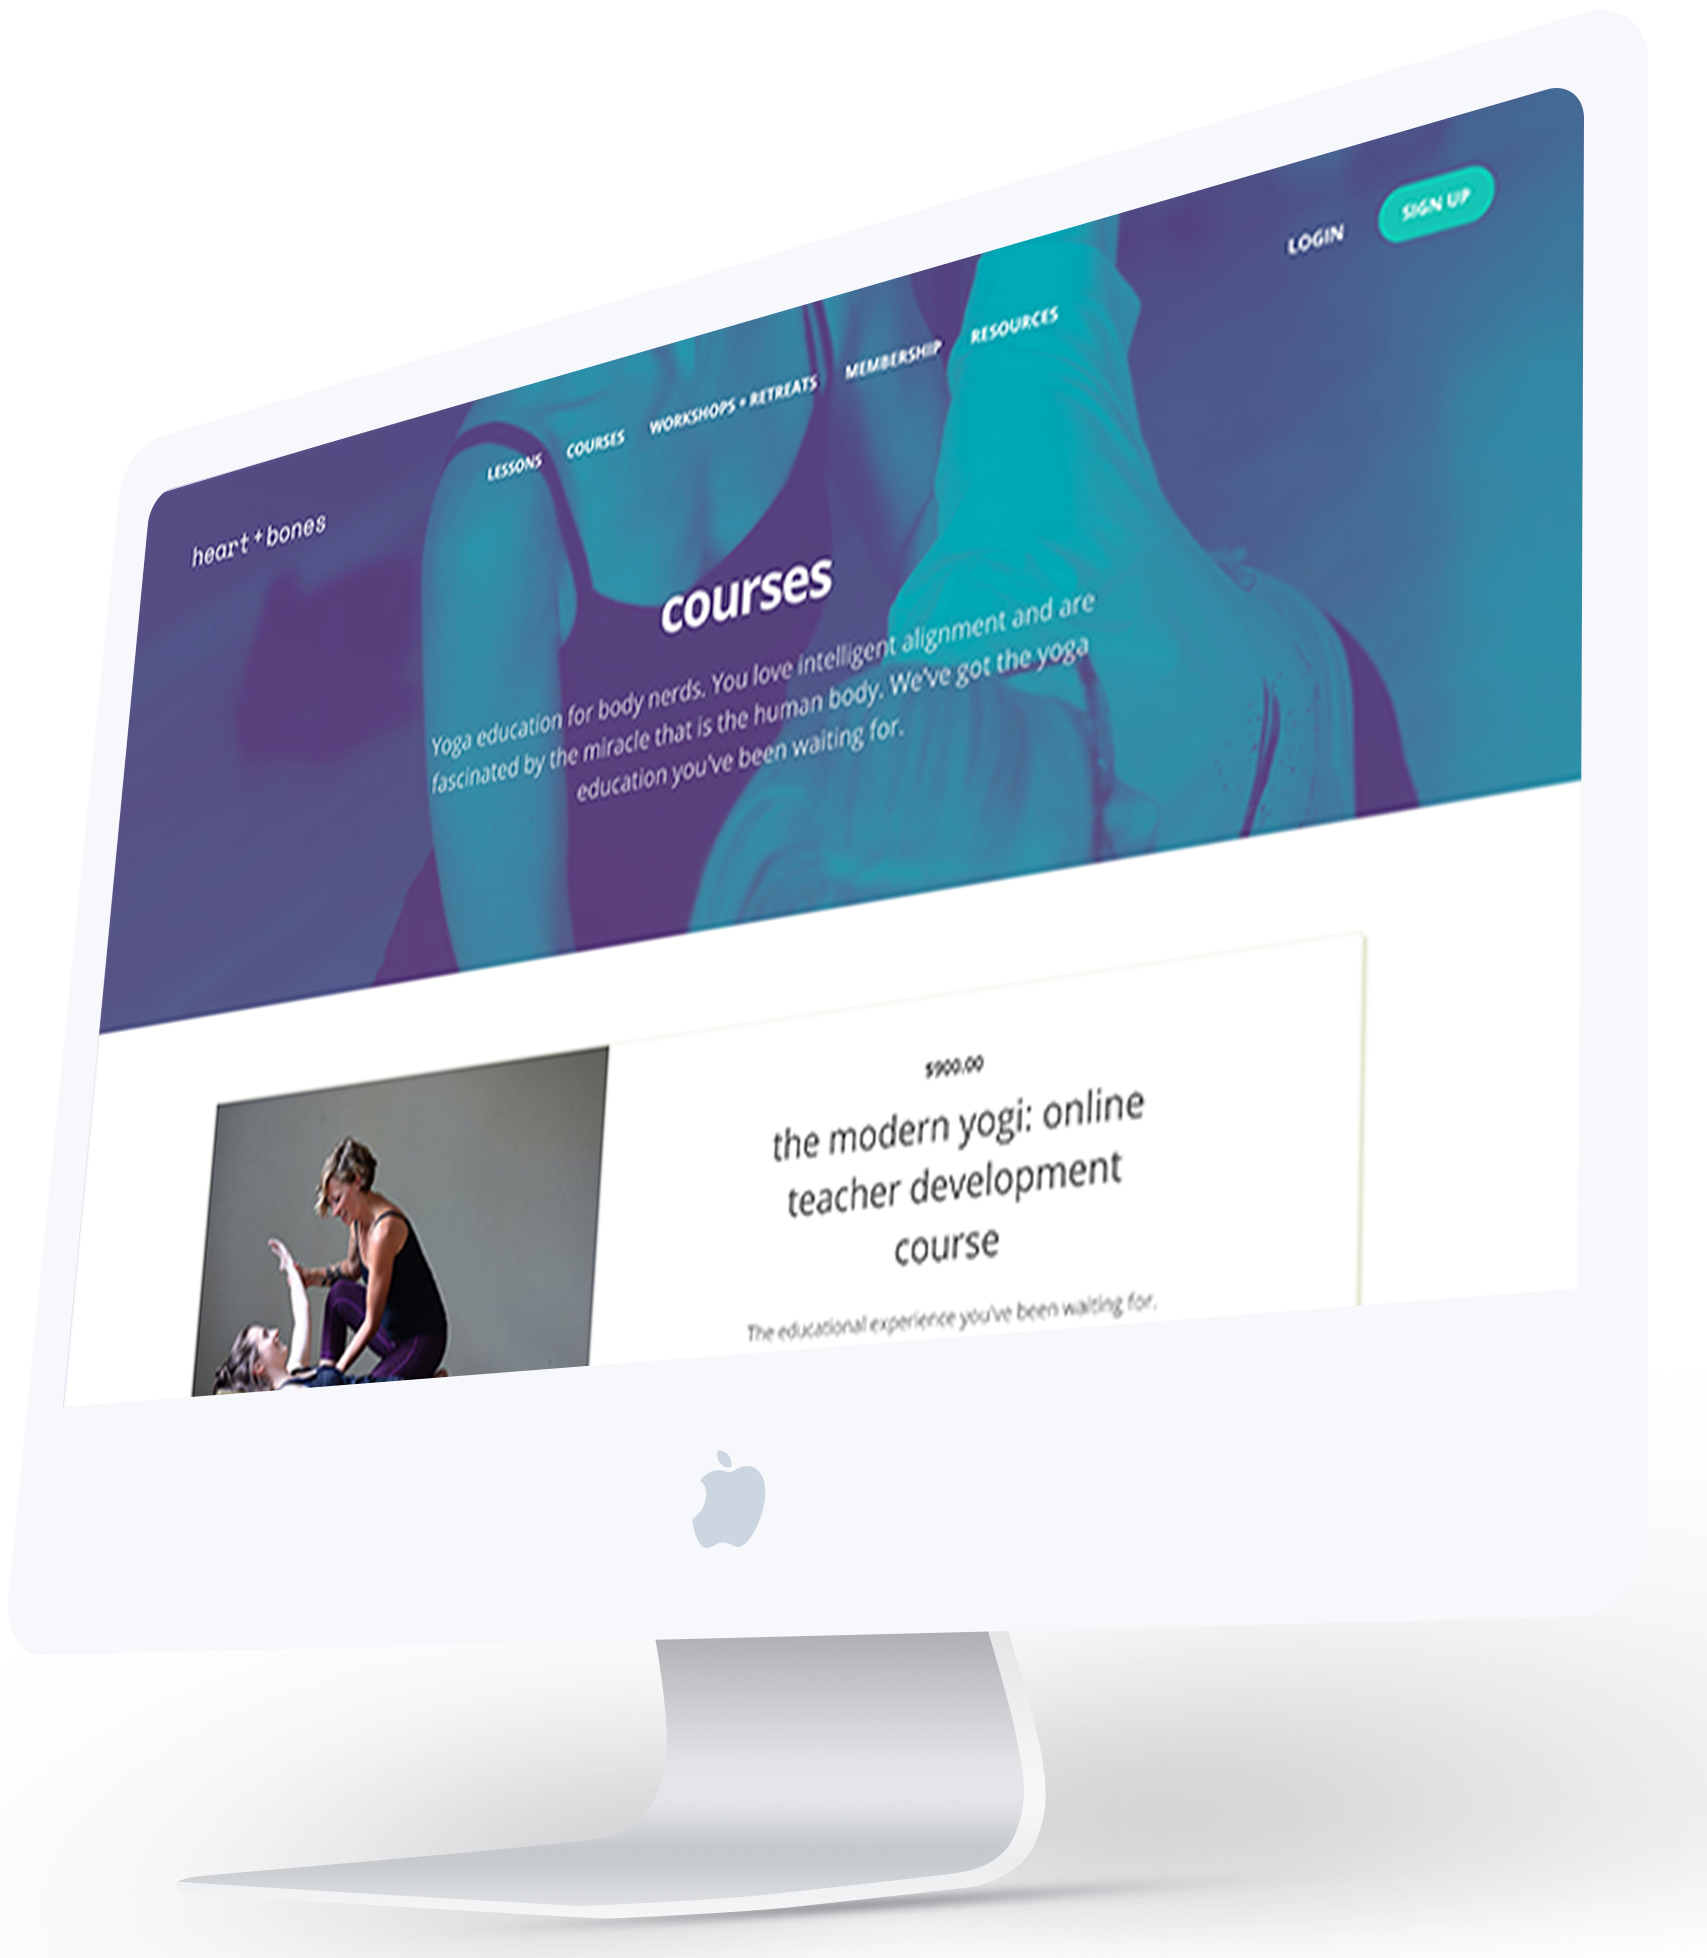 heart + bones
LESSONS
COURSES
WORKSHOPS + RETREATS
MEMBERSHIP
RESOURCES
LOGIN
SIGN UP
courses
Yoga education for body nerds. You love intelligent alignment and are
fascinated by the miracle that is the human body. We've got the yoga
education you've been waiting for.
$900.00
the modern yogi: online
teacher development
course
The educational experience you've been waiting for.